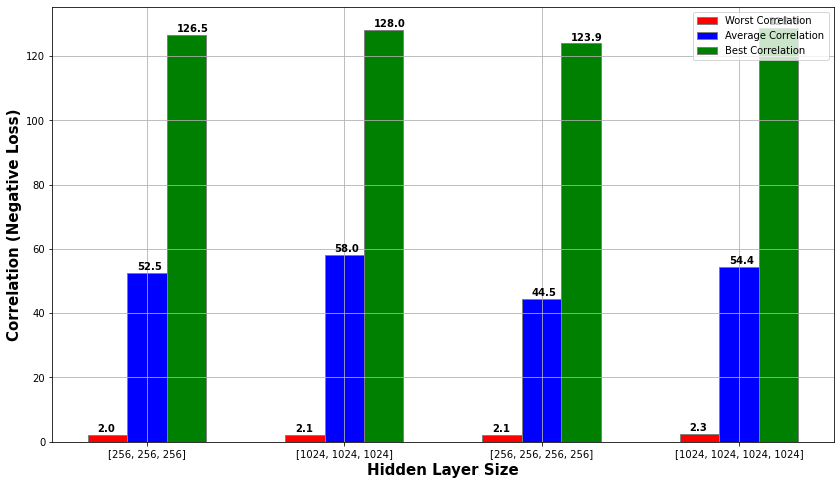 Correlation (Negative Loss)
120
100
80
60
40
20
0
126.5
128.0
123.9
Worst Correlation
Average Correlation
Best Correlation
52.5
58.0
44.5
54.4
2.0
2.1
2.1
2.3
[256, 256, 256]
[1024, 1024, 1024]
[256, 256, 256, 256]
[1024, 1024, 1024, 1024]
Hidden Layer Size